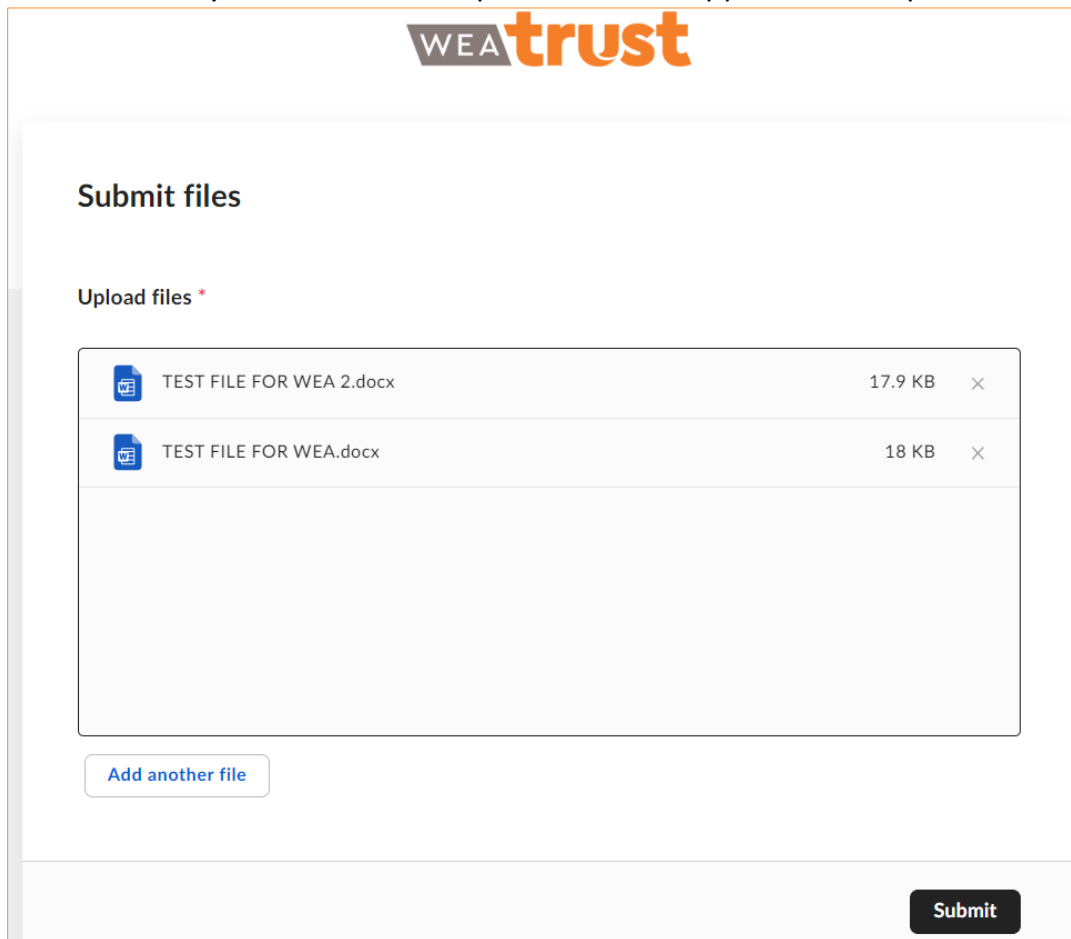 WEA trust
Submit files
Upload files *
TEST FILE FOR WEA 2.docx 17.9 KB
TEST FILE FOR WEA.docx 18 KB
Add another file
Submit